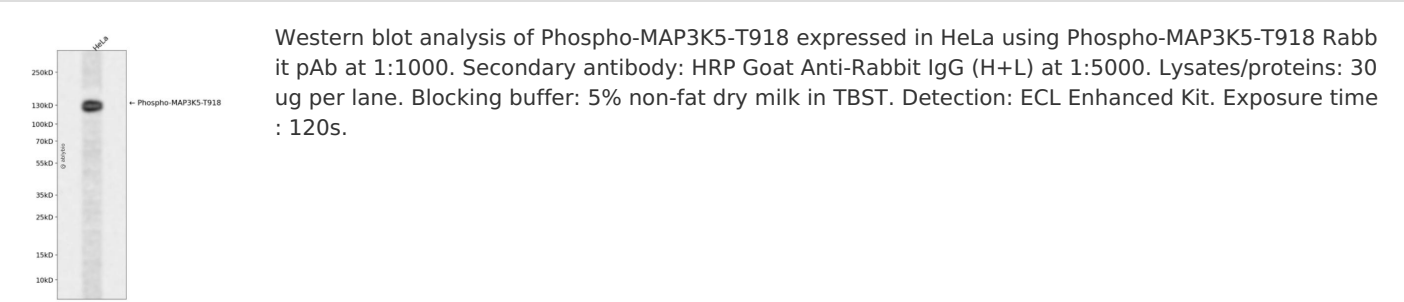 HeLa
250kD
130kD
← Phospho-MAP3K5-T918
100kD
70kD
55kD
@ abiybio
35kD
25kD
15kD
10kD
Western blot analysis of Phospho-MAP3K5-T918 expressed in HeLa using Phospho-MAP3K5-T918 Rabb
it pAb at 1:1000. Secondary antibody: HRP Goat Anti-Rabbit IgG (H+L) at 1:5000. Lysates/proteins: 30
ug per lane. Blocking buffer: 5% non-fat dry milk in TBST. Detection: ECL Enhanced Kit. Exposure time
: 120s.